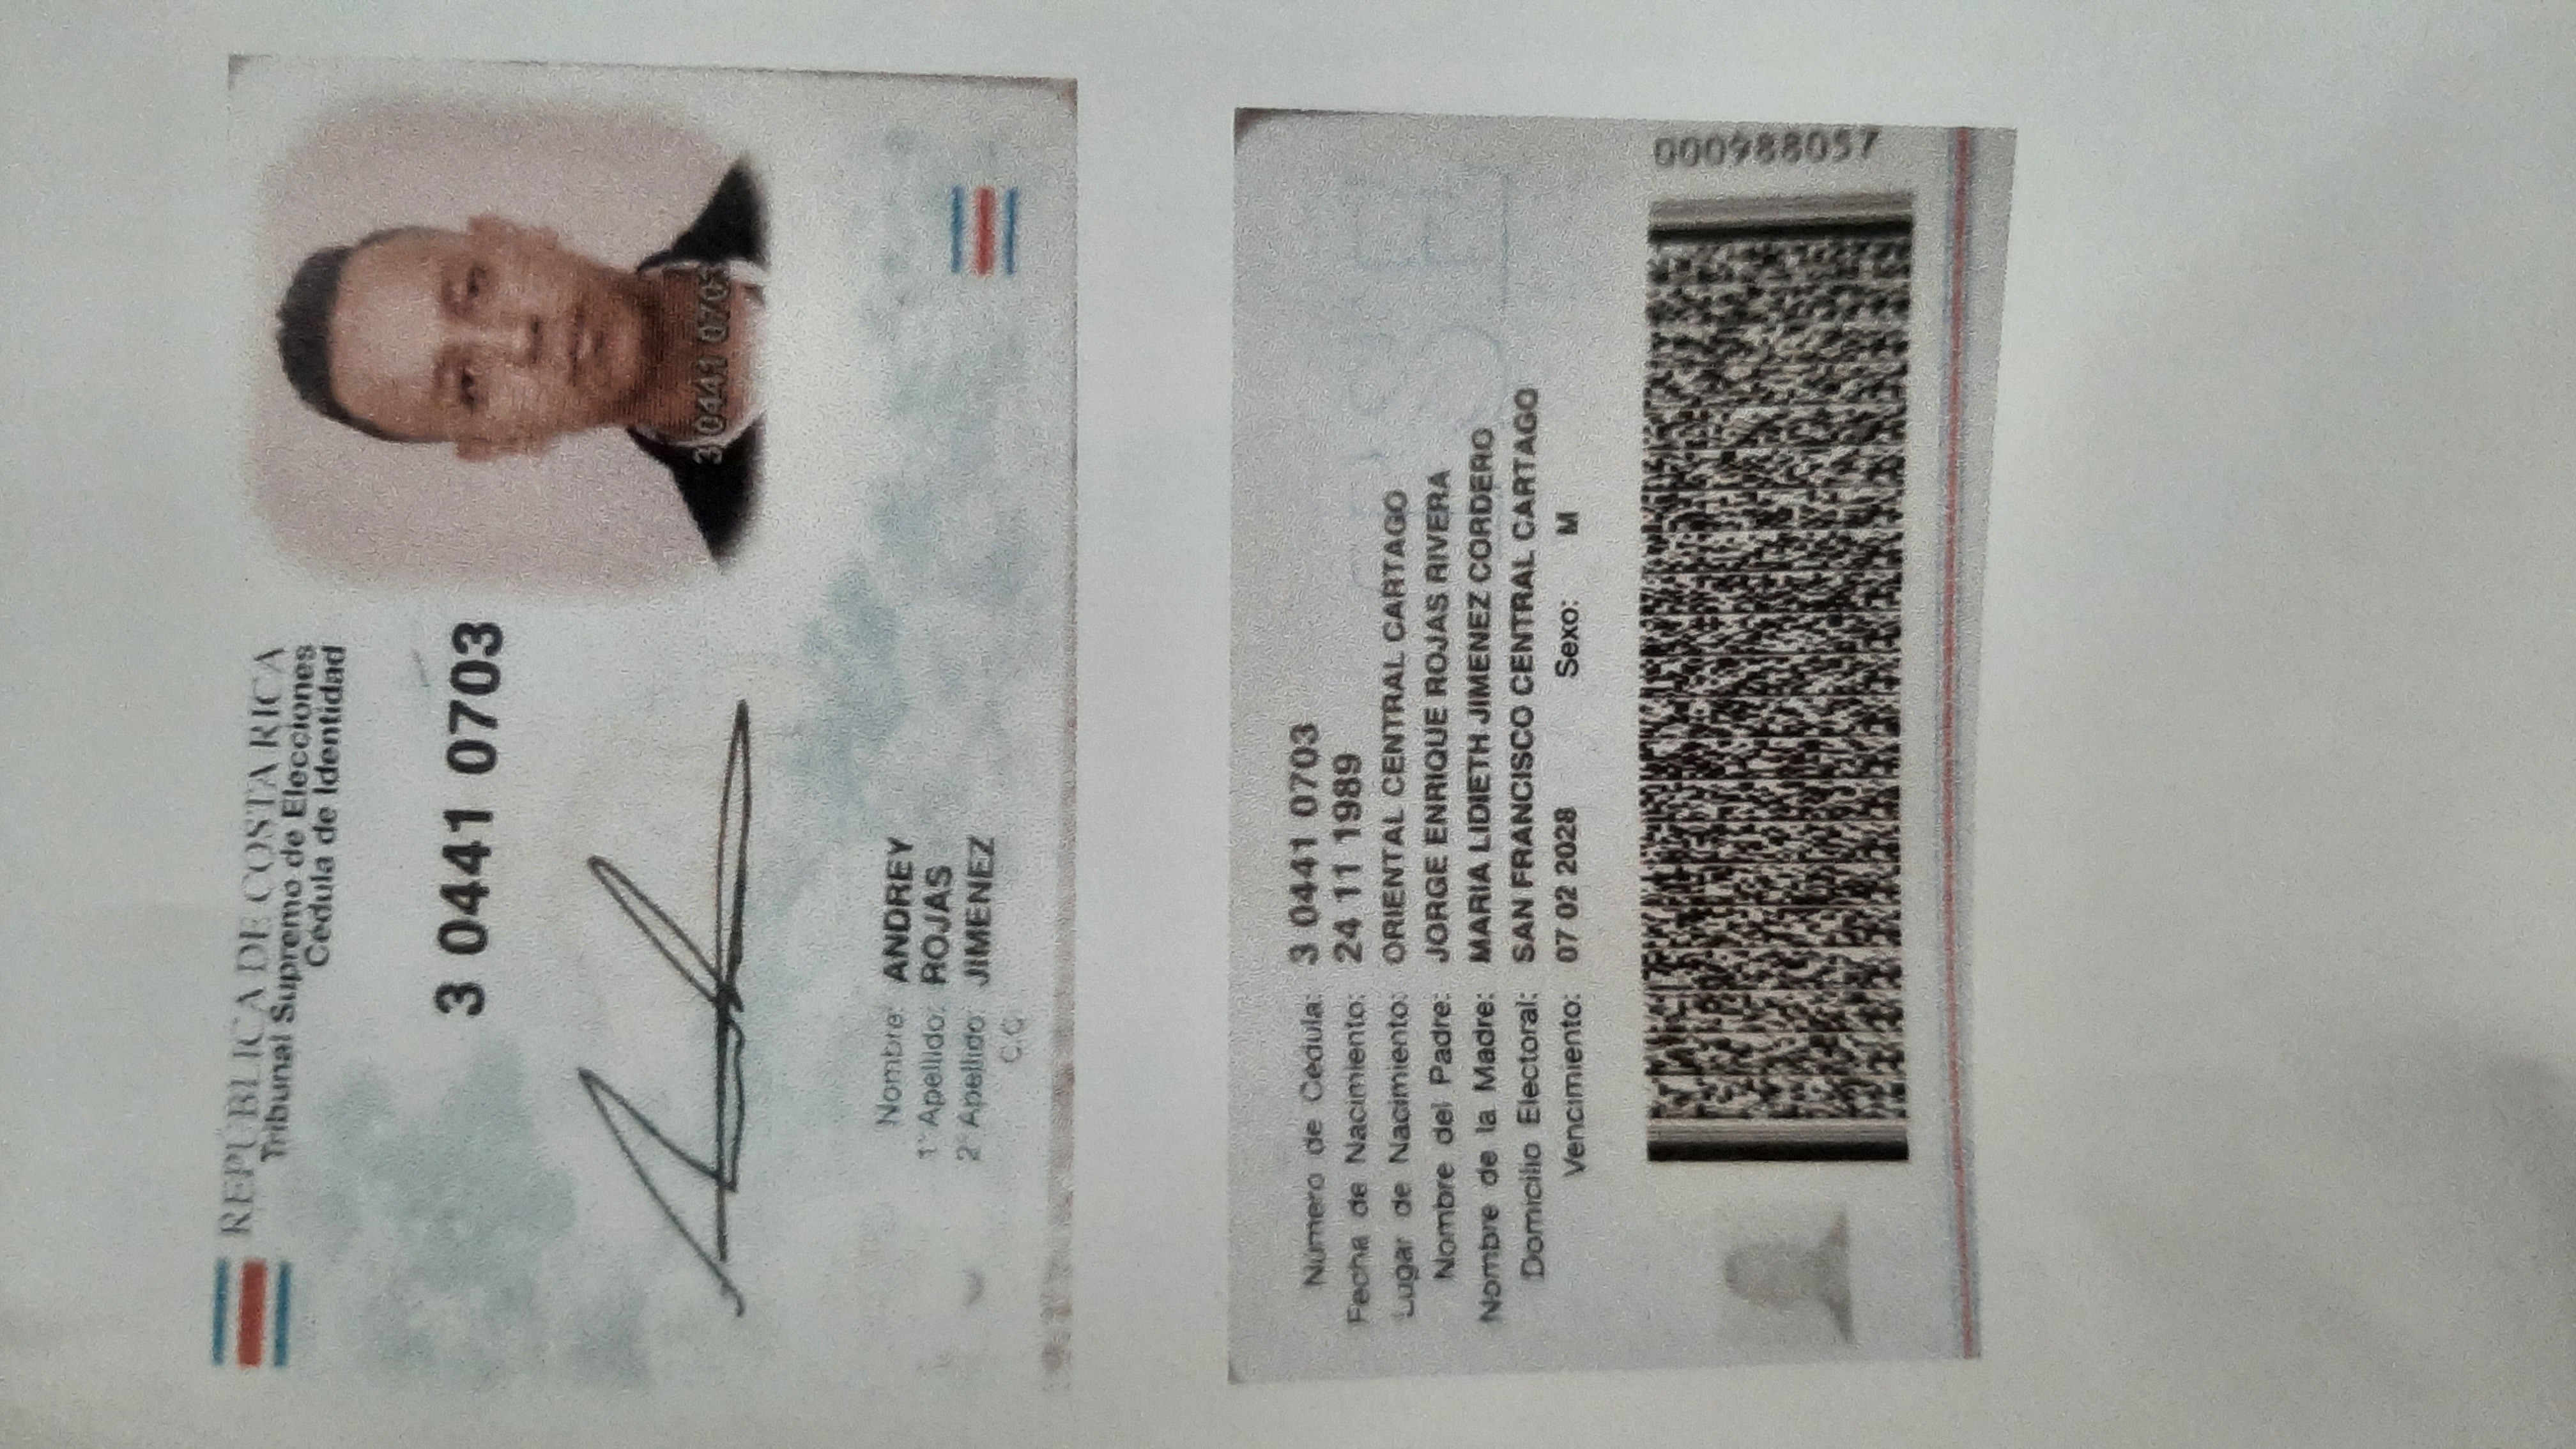 REPÚBLICA DE COSTA RICA
Tribunal Supremo de Elecciones
Cédula de Identidad
3 0441 0703
3 0441 0703
Nombre: ANDREY
1° Apellido: ROJAS
2° Apellido: JIMENEZ
C.C
Número de Cédula: 3 0441 0703
Fecha de Nacimiento: 24 11 1989
Lugar de Nacimiento: ORIENTAL CENTRAL CARTAGO
Nombre del Padre: JORGE ENRIQUE ROJAS RIVERA
Nombre de la Madre: MARIA LIDIETH JIMENEZ CORDERO
Domicilio Electoral: SAN FRANCISCO CENTRAL CARTAGO
Vencimiento: 07 02 2028 Sexo: M